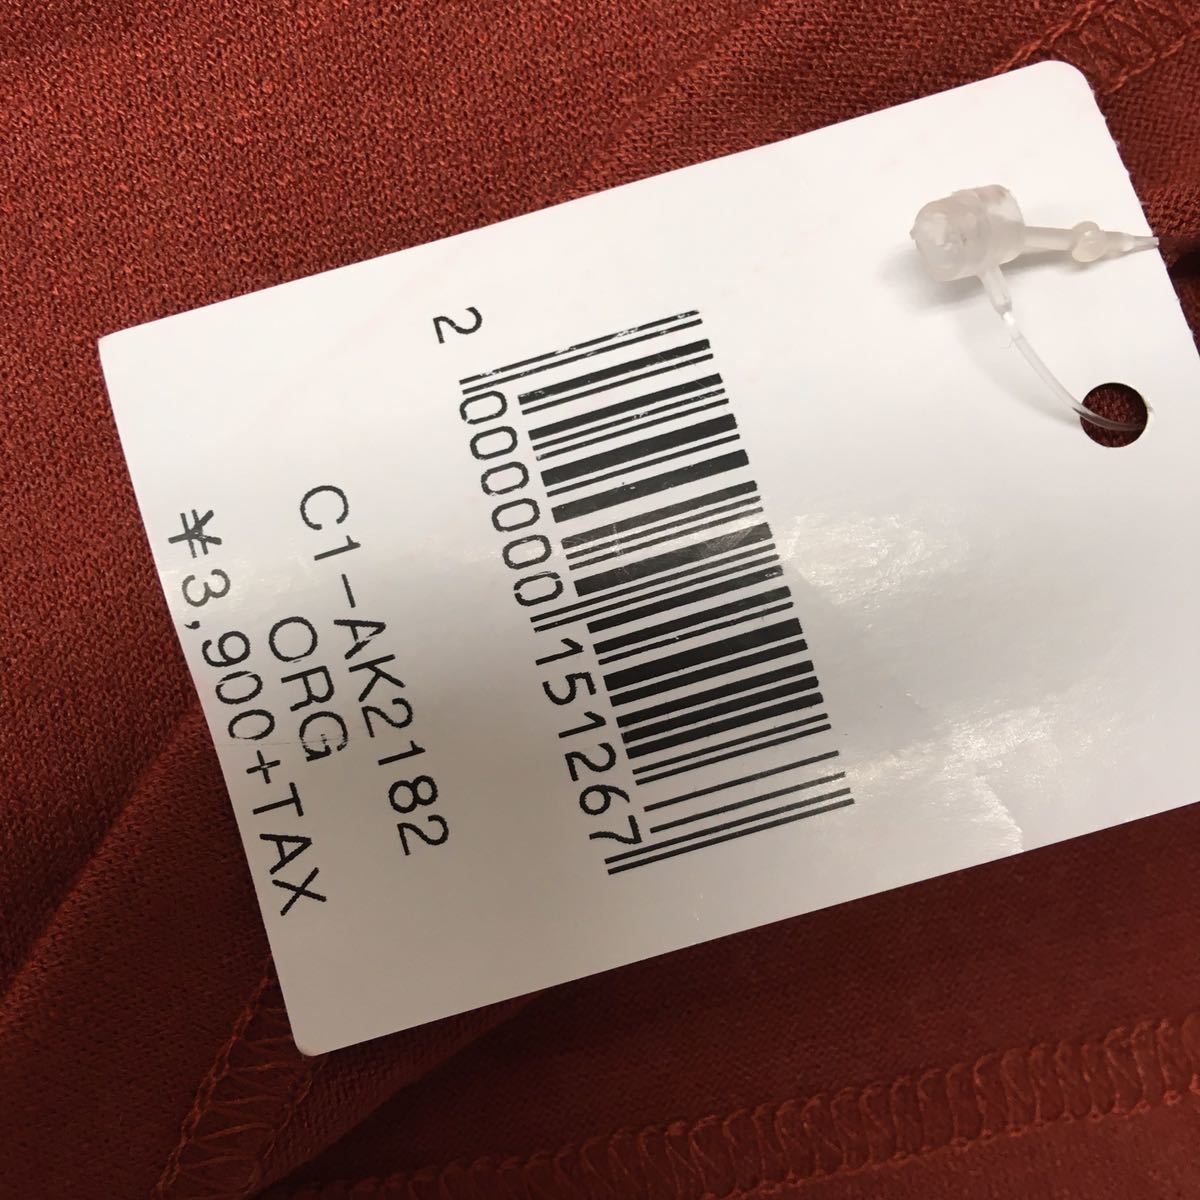 2 000000 151267
C1-AK2182
ORG
¥3,900+TAX